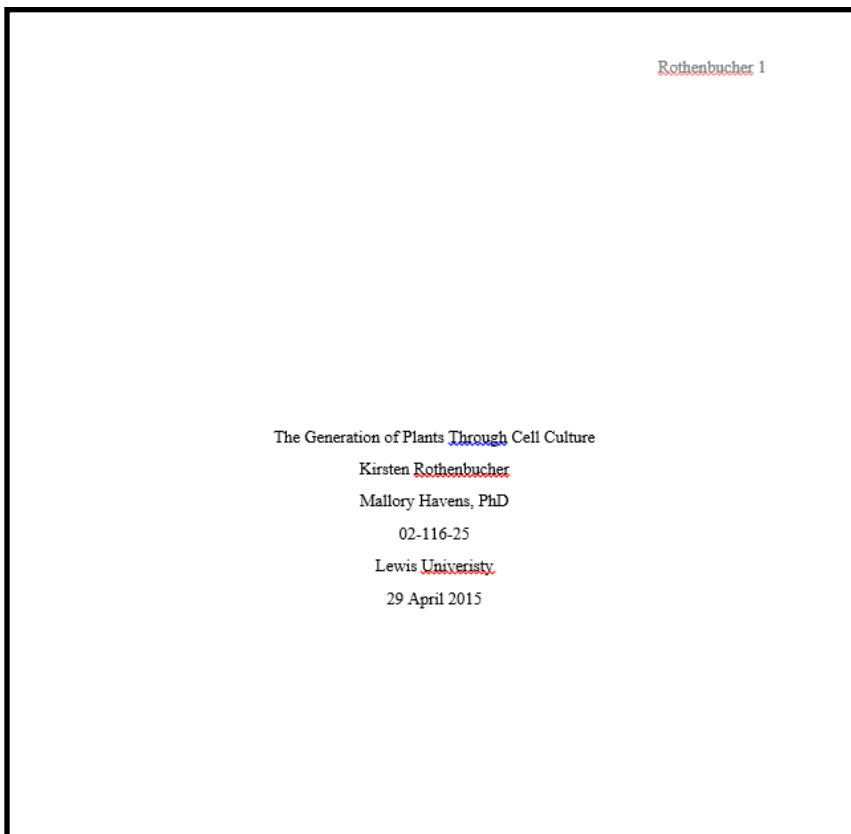 Rothenbucher 1
The Generation of Plants Through Cell Culture
Kirsten Rothenbucher
Mallory Havens, PhD
02-116-25
Lewis Univeristy
29 April 2015